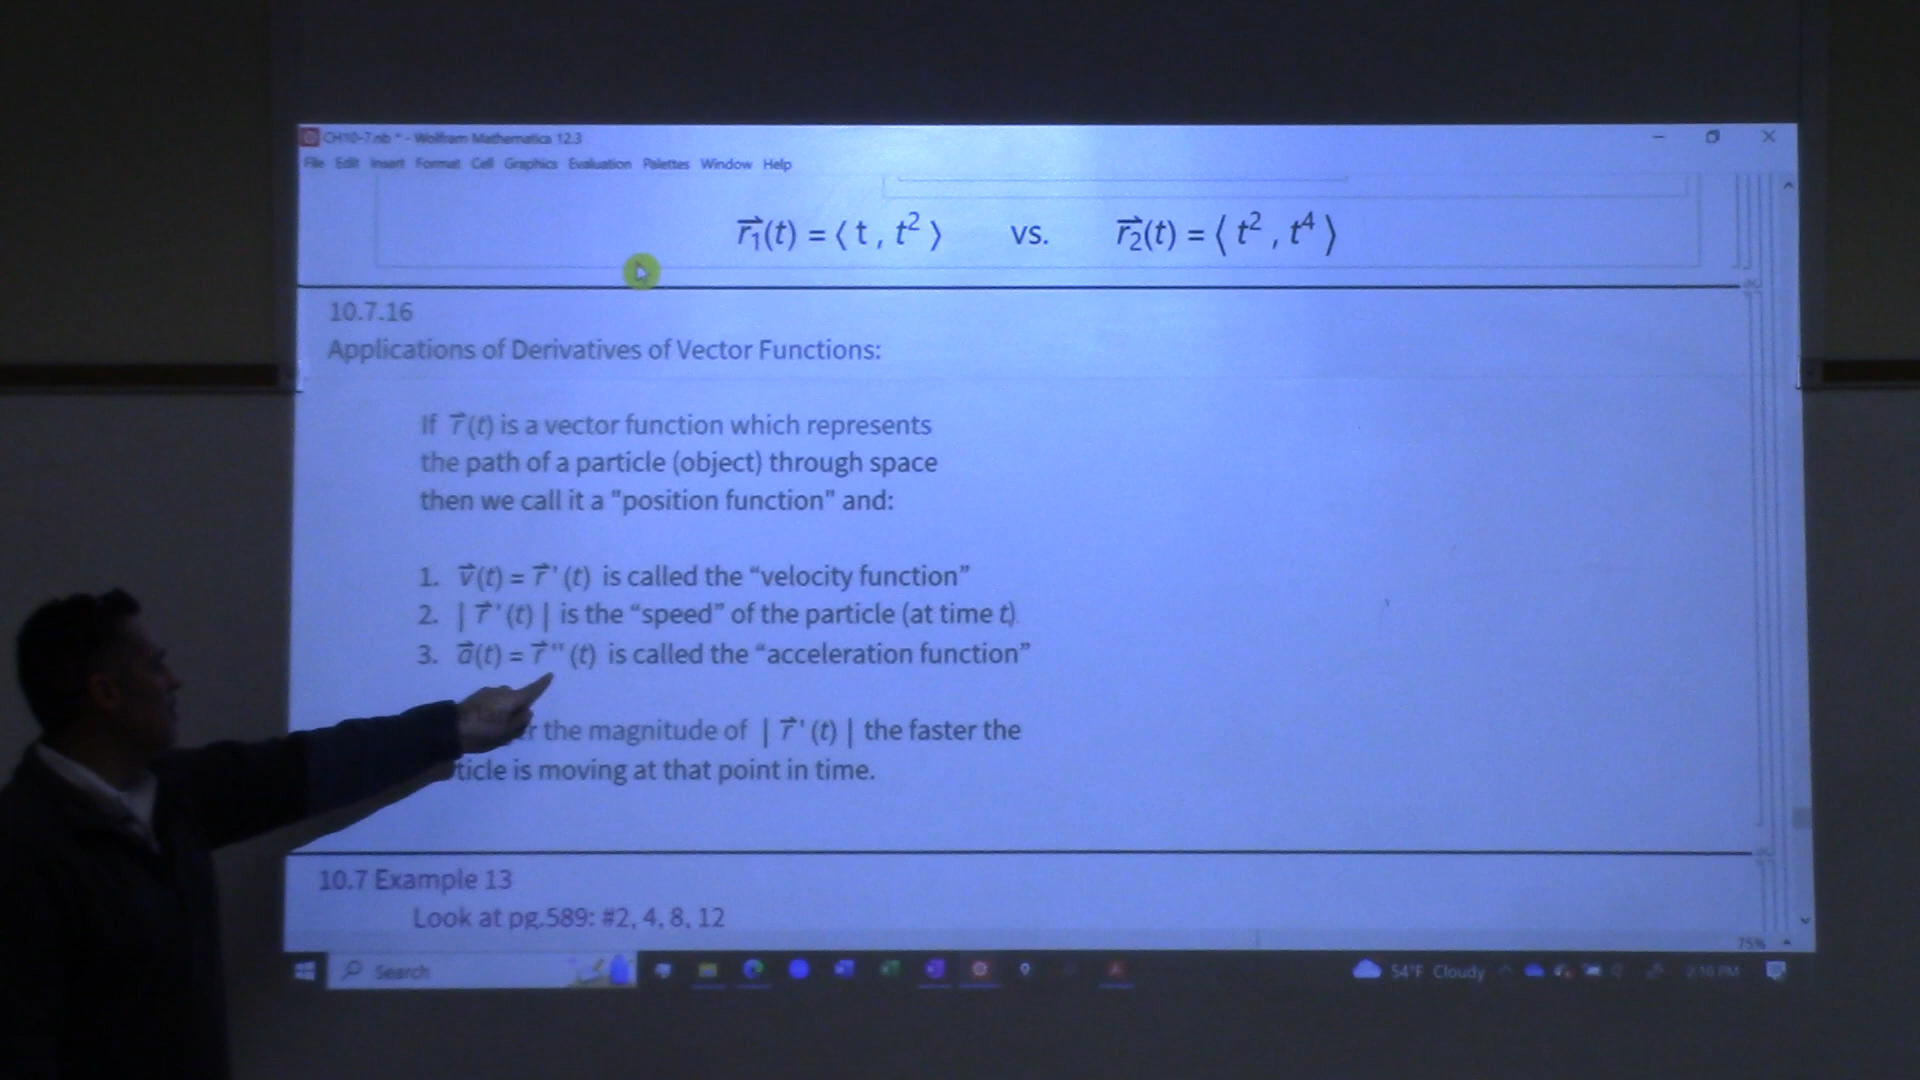 CH10-7.nb * - Wolfram Mathematica 12.3
File Edit Insert Format Cell Graphics Evaluation Palettes Window Help
r⃗₁(t) = ⟨ t , t² ⟩ vs. r⃗₂(t) = ⟨ t² , t⁴ ⟩
10.7.16
Applications of Derivatives of Vector Functions:
If r⃗(t) is a vector function which represents
the path of a particle (object) through space
then we call it a "position function" and:
1. v⃗(t) = r⃗ '(t) is called the “velocity function”
2. | r⃗ '(t) | is the “speed” of the particle (at time t)
3. a⃗(t) = r⃗ ''(t) is called the “acceleration function”
the magnitude of | r⃗ '(t) | the faster the
ticle is moving at that point in time.
10.7 Example 13
Look at pg.589: #2, 4, 8, 12
75%
Search 54°F Cloudy 2:10 PM